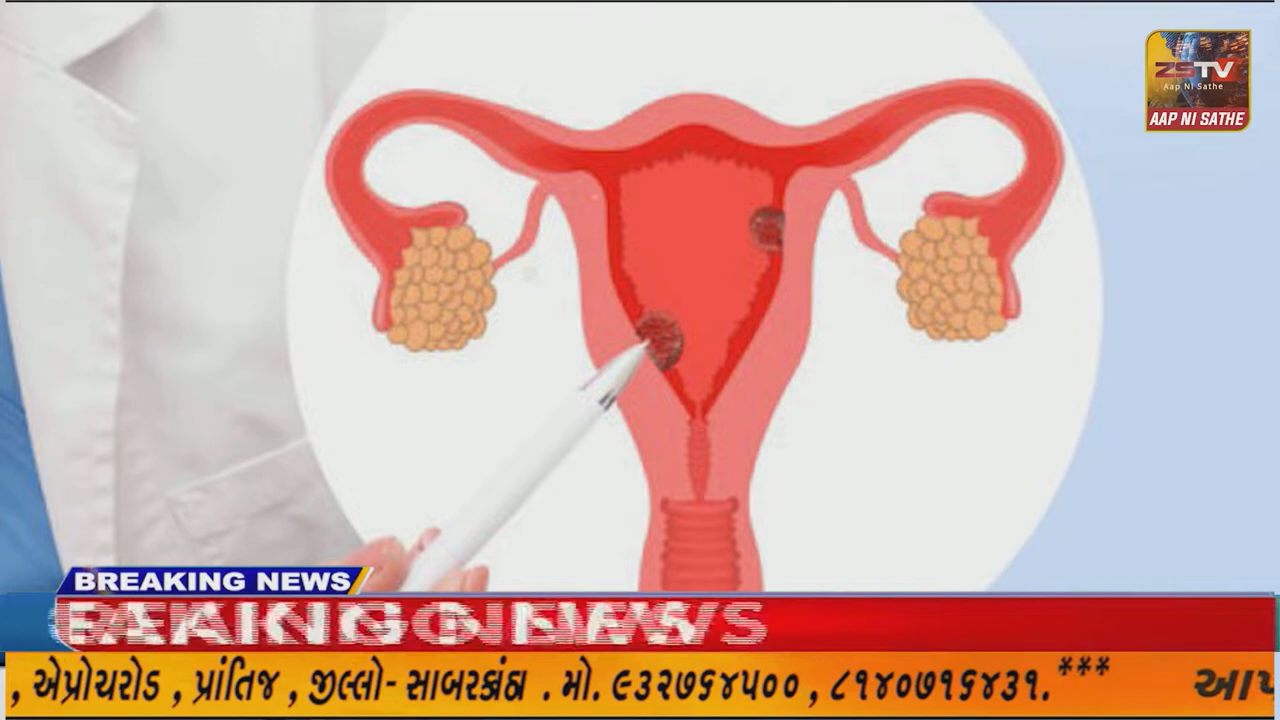 ZSTV
Aap Ni Sathe
AAP NI SATHE
BREAKING NEWS
, એપ્રોચરોડ , પ્રાંતિજ , જીલ્લો- સાબરકાંઠા . મો. ૯૩૨૭૬૪૫૦૦ , ૮૧૪૦૭૧૬૪૩૧.***